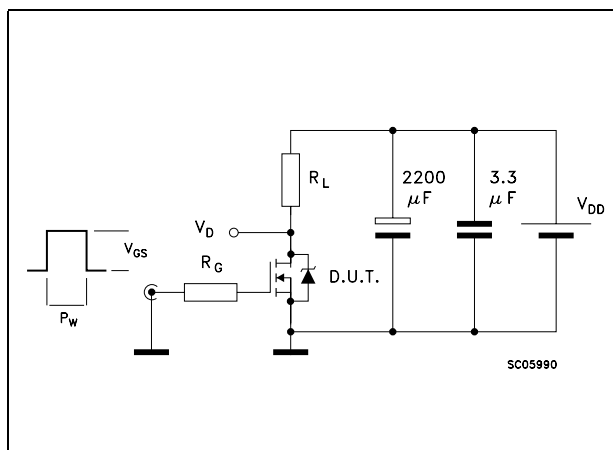 R_L
2200
μF
3.3
μF
V_DD
V_D
V_GS
R_G
D.U.T.
P_W
SC05990